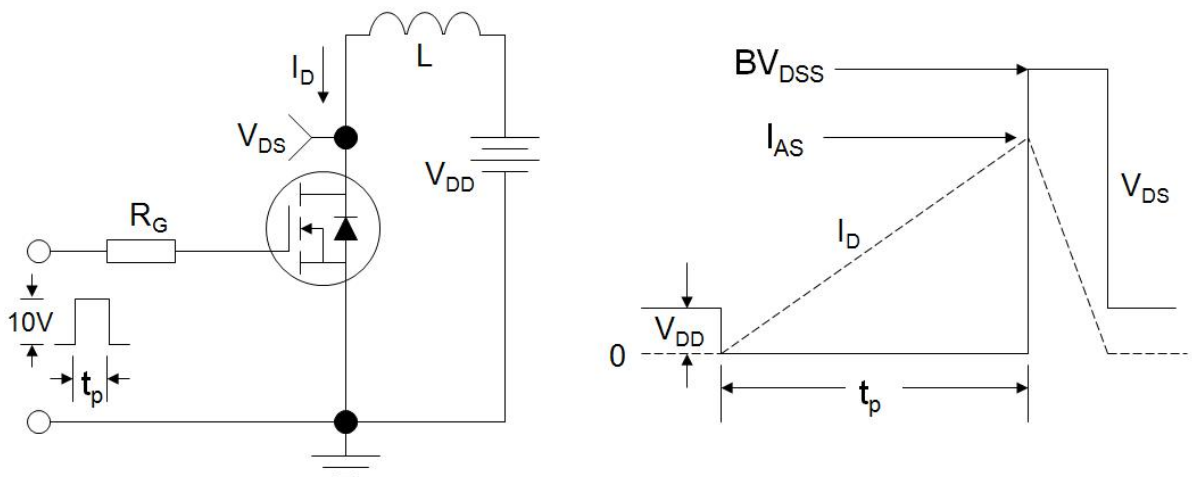 L
I_D
V_DS
V_DD
R_G
10V
t_p
BV_DSS
I_AS
V_DS
I_D
V_DD
0
t_p